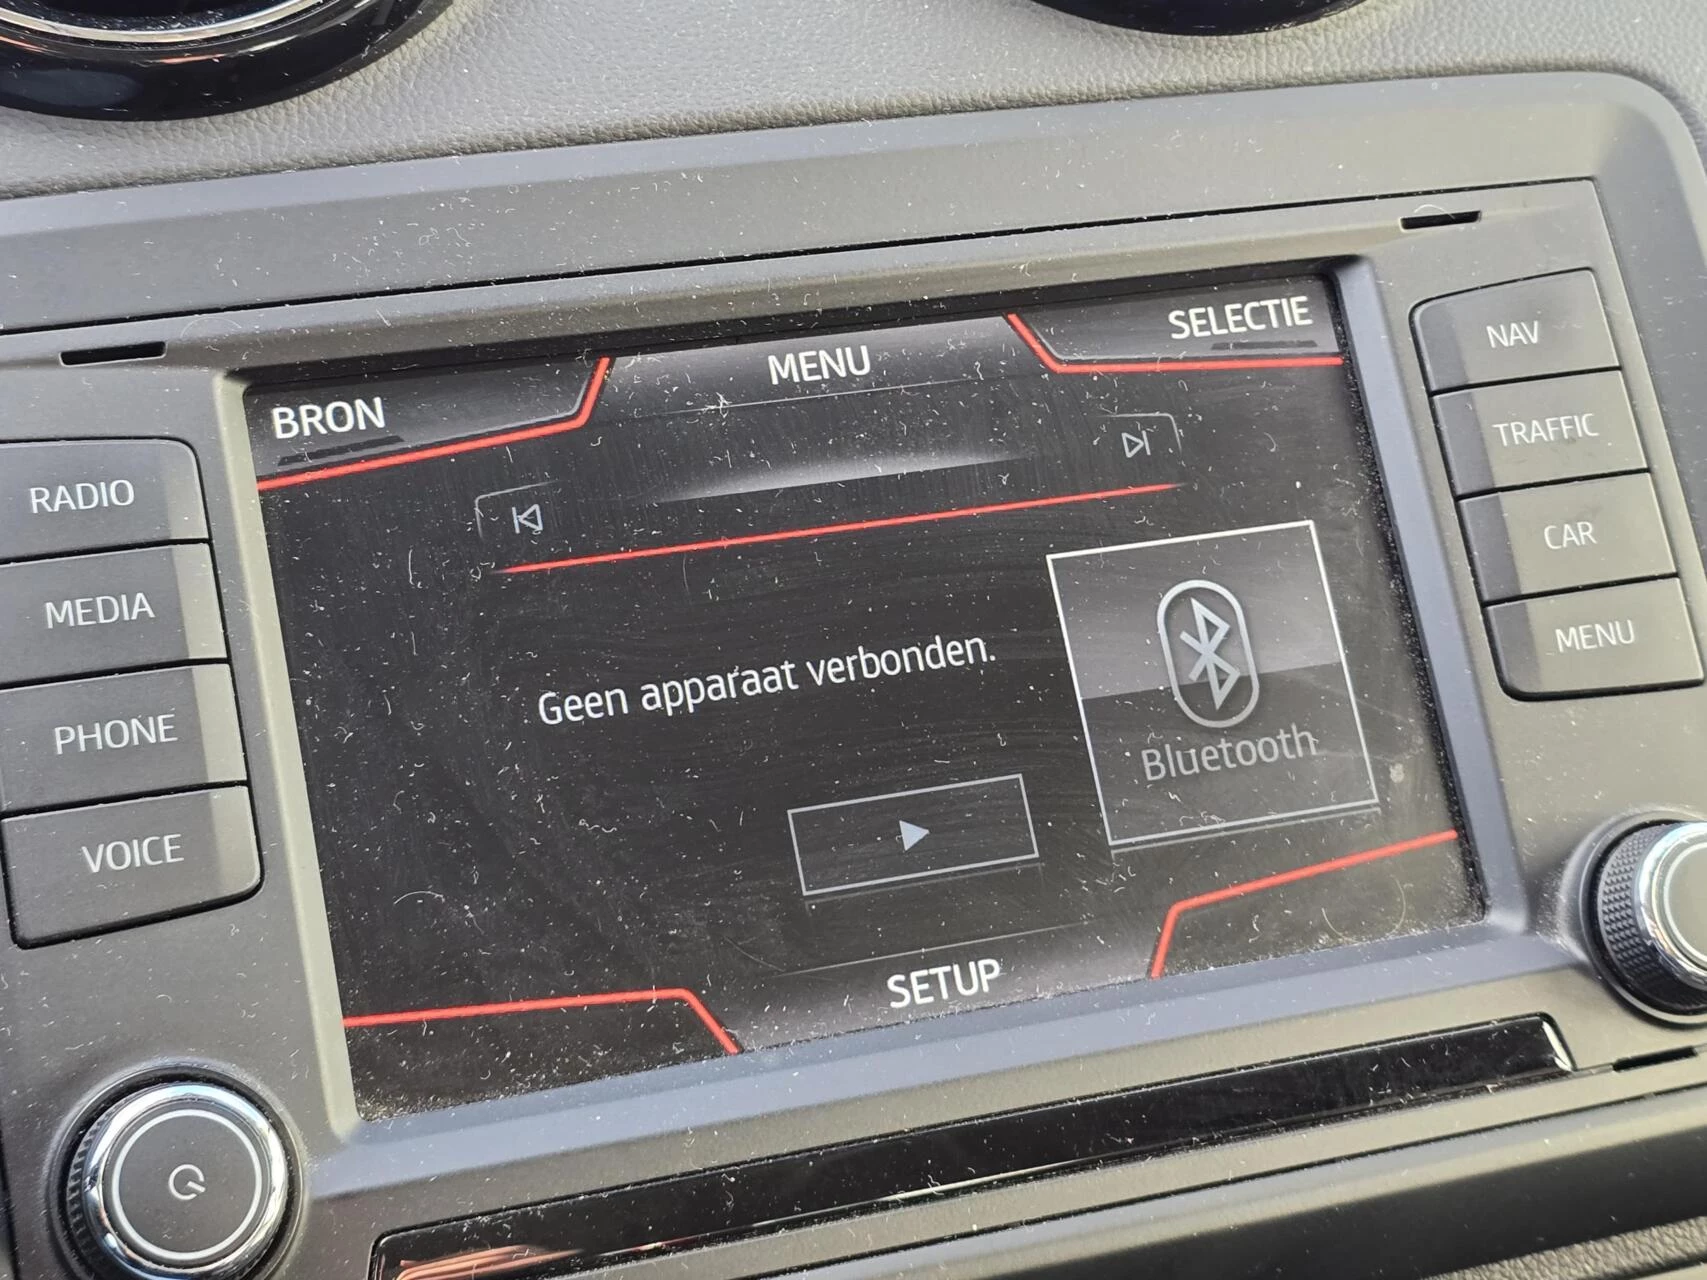 BRON
MENU
SELECTIE
RADIO
MEDIA
PHONE
VOICE
Geen apparaat verbonden.
Bluetooth
SETUP
NAV
TRAFFIC
CAR
MENU